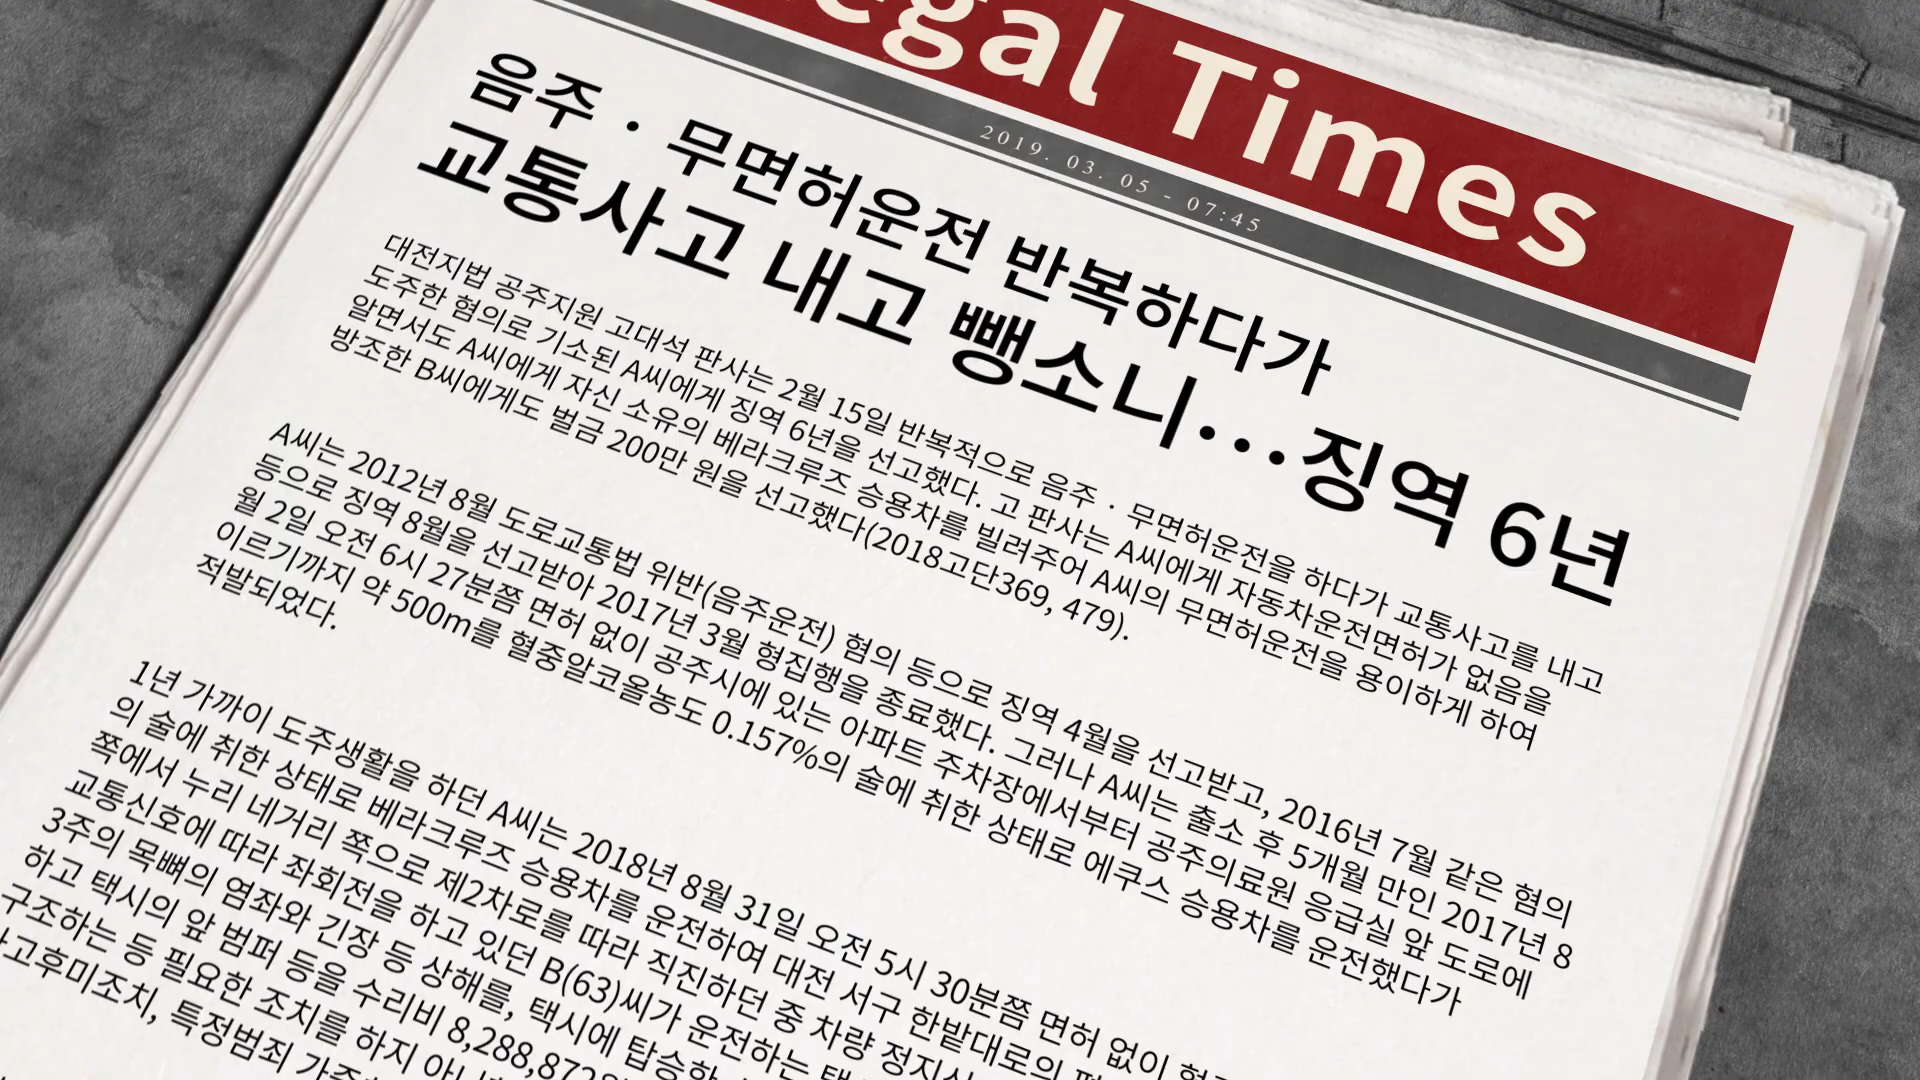 egal Times
2019. 03. 05 - 07:45
음주 · 무면허운전 반복하다가
교통사고 내고 뺑소니…징역 6년
대전지법 공주지원 고대석 판사는 2월 15일 반복적으로 음주 · 무면허운전을 하다가 교통사고를 내고
도주한 혐의로 기소된 A씨에게 징역 6년을 선고했다. 고 판사는 A씨에게 자동차운전면허가 없음을
알면서도 A씨에게 자신 소유의 베라크루즈 승용차를 빌려주어 A씨의 무면허운전을 용이하게 하여
방조한 B씨에게도 벌금 200만 원을 선고했다(2018고단369, 479).
A씨는 2012년 8월 도로교통법 위반(음주운전) 혐의 등으로 징역 4월을 선고받고, 2016년 7월 같은 혐의
등으로 징역 8월을 선고받아 2017년 3월 형집행을 종료했다. 그러나 A씨는 출소 후 5개월 만인 2017년 8
월 2일 오전 6시 27분쯤 면허 없이 공주시에 있는 아파트 주차장에서부터 공주의료원 응급실 앞 도로에
이르기까지 약 500m를 혈중알코올농도 0.157%의 술에 취한 상태로 에쿠스 승용차를 운전했다가
적발되었다.
1년 가까이 도주생활을 하던 A씨는 2018년 8월 31일 오전 5시 30분쯤 면허 없이
의 술에 취한 상태로 베라크루즈 승용차를 운전하여 대전 서구 한밭대로의
쪽에서 누리 네거리 쪽으로 제2차로를 따라 직진하던 중 차량
교통신호에 따라 좌회전을 하고 있던 B(63)씨가 운전하는
3주의 목뼈의 염좌와 긴장 등 상해를, 택시에 탑승한
하고 택시의 앞 범퍼 등을 수리비
구조하는 등 필요한 조치를 하지
사고후미조치, 특정범죄